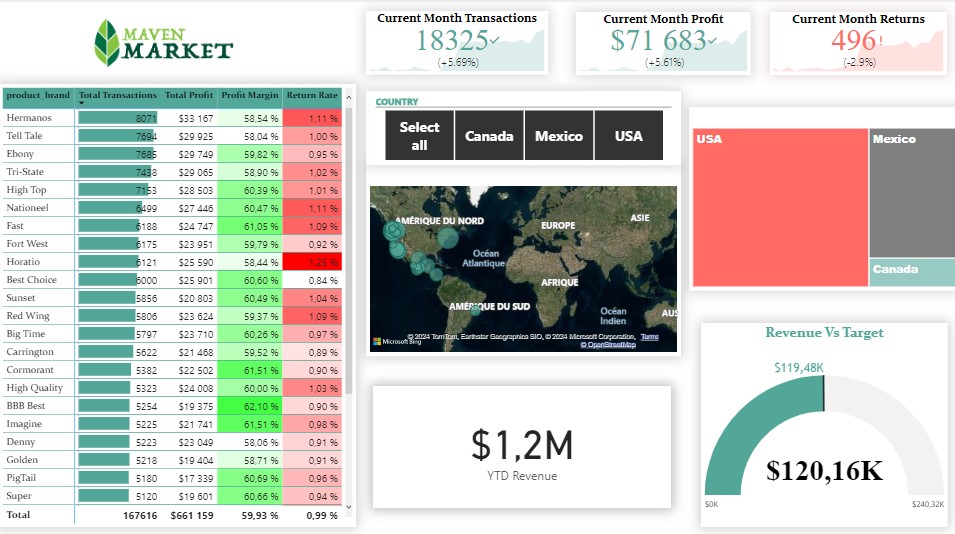 MAVEN
MARKET
Current Month Transactions
18325
(+5.69%)
Current Month Profit
$71 683
(+5.61%)
Current Month Returns
496!
(-2.9%)
product_brand Total Transactions Total Profit Profit Margin Return Rate
Hermanos 8071 $33 167 58,54 % 1,11 %
Tell Tale 7694 $29 925 58,04 % 1,00 %
Ebony 7685 $29 749 59,82 % 0,95 %
Tri-State 7438 $29 065 58,90 % 1,02 %
High Top 7153 $28 503 60,39 % 1,01 %
Nationeel 6499 $27 446 60,47 % 1,11 %
Fast 6188 $24 747 61,05 % 1,09 %
Fort West 6175 $23 951 59,79 % 0,92 %
Horatio 6121 $25 590 58,44 % 1,25 %
Best Choice 6000 $25 901 60,60 % 0,84 %
Sunset 5856 $20 803 60,49 % 1,04 %
Red Wing 5806 $23 624 59,37 % 1,09 %
Big Time 5797 $23 710 60,26 % 0,97 %
Carrington 5622 $21 468 59,52 % 0,89 %
Cormorant 5382 $22 502 61,51 % 0,90 %
High Quality 5323 $24 008 60,00 % 1,03 %
BBB Best 5254 $19 375 62,10 % 0,90 %
Imagine 5225 $21 741 61,51 % 0,98 %
Denny 5223 $23 049 58,06 % 0,91 %
Golden 5218 $19 404 58,71 % 0,91 %
PigTail 5180 $17 339 60,69 % 0,96 %
Super 5120 $19 601 60,66 % 0,94 %
Total 167616 $661 159 59,93 % 0,99 %
COUNTRY
Select all
Canada
Mexico
USA
AMÉRIQUE DU NORD
EUROPE
ASIE
Océan
Atlantique
AFRIQUE
AMÉRIQUE DU SUD
Océan
Indien
AUS
Microsoft Bing
© 2024 TomTom, Earthstar Geographics SIO, © 2024 Microsoft Corporation, Terms
© OpenStreetMap
USA
Mexico
Canada
$1,2M
YTD Revenue
Revenue Vs Target
$119,48K
$120,16K
$0K
$240,32K